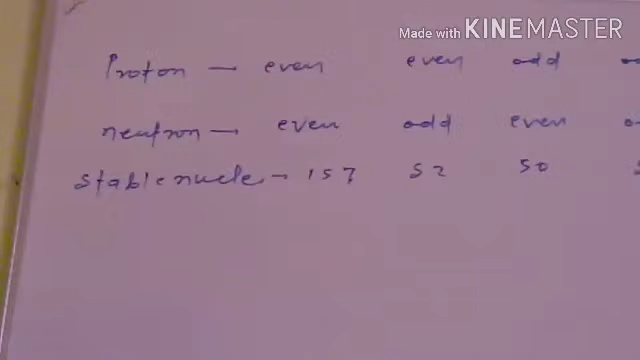 Made with KINEMASTER
Proton — even even odd
neutron — even odd even
Stable nucle - 157 52 50